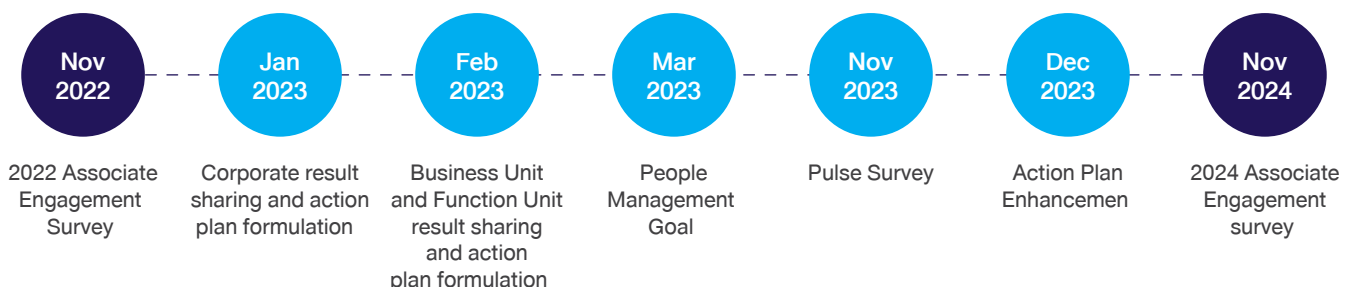 Nov
2022
2022 Associate
Engagement
Survey
Jan
2023
Corporate result
sharing and action
plan formulation
Feb
2023
Business Unit
and Function Unit
result sharing
and action
plan formulation
Mar
2023
People
Management
Goal
Nov
2023
Pulse Survey
Dec
2023
Action Plan
Enhancemen
Nov
2024
2024 Associate
Engagement
survey